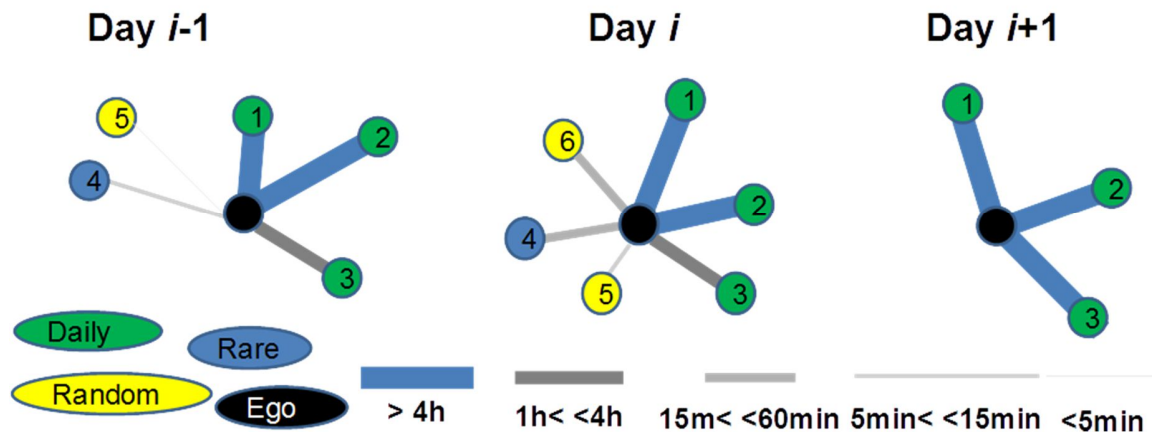 Day i-1
Day i
Day i+1
5
1
2
4
3
1
6
2
4
5
3
1
2
3
Daily
Rare
Random
Ego
> 4h
1h< <4h
15m< <60min
5min< <15min
<5min